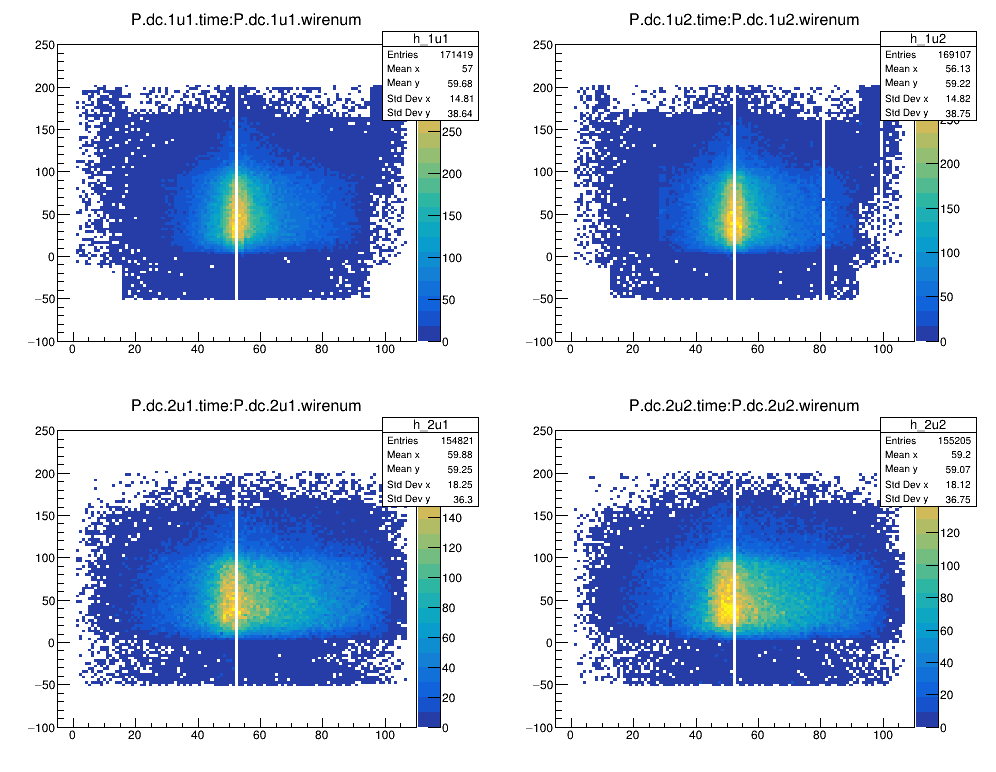 P.dc.1u1.time:P.dc.1u1.wirenum
h_1u1
Entries 171419
Mean x 57
Mean y 59.68
Std Dev x 14.81
Std Dev y 38.64
250
200
150
100
50
0
−50
−100
0 20 40 60 80 100
250
200
150
100
50
0
P.dc.1u2.time:P.dc.1u2.wirenum
h_1u2
Entries 169107
Mean x 56.13
Mean y 59.22
Std Dev x 14.82
Std Dev y 38.75
250
200
150
100
50
0
−50
−100
0 20 40 60 80 100
250
200
150
100
50
0
P.dc.2u1.time:P.dc.2u1.wirenum
h_2u1
Entries 154821
Mean x 59.88
Mean y 59.25
Std Dev x 18.25
Std Dev y 36.3
250
200
150
100
50
0
−50
−100
0 20 40 60 80 100
140
120
100
80
60
40
20
0
P.dc.2u2.time:P.dc.2u2.wirenum
h_2u2
Entries 155205
Mean x 59.2
Mean y 59.07
Std Dev x 18.12
Std Dev y 36.75
250
200
150
100
50
0
−50
−100
0 20 40 60 80 100
120
100
80
60
40
20
0